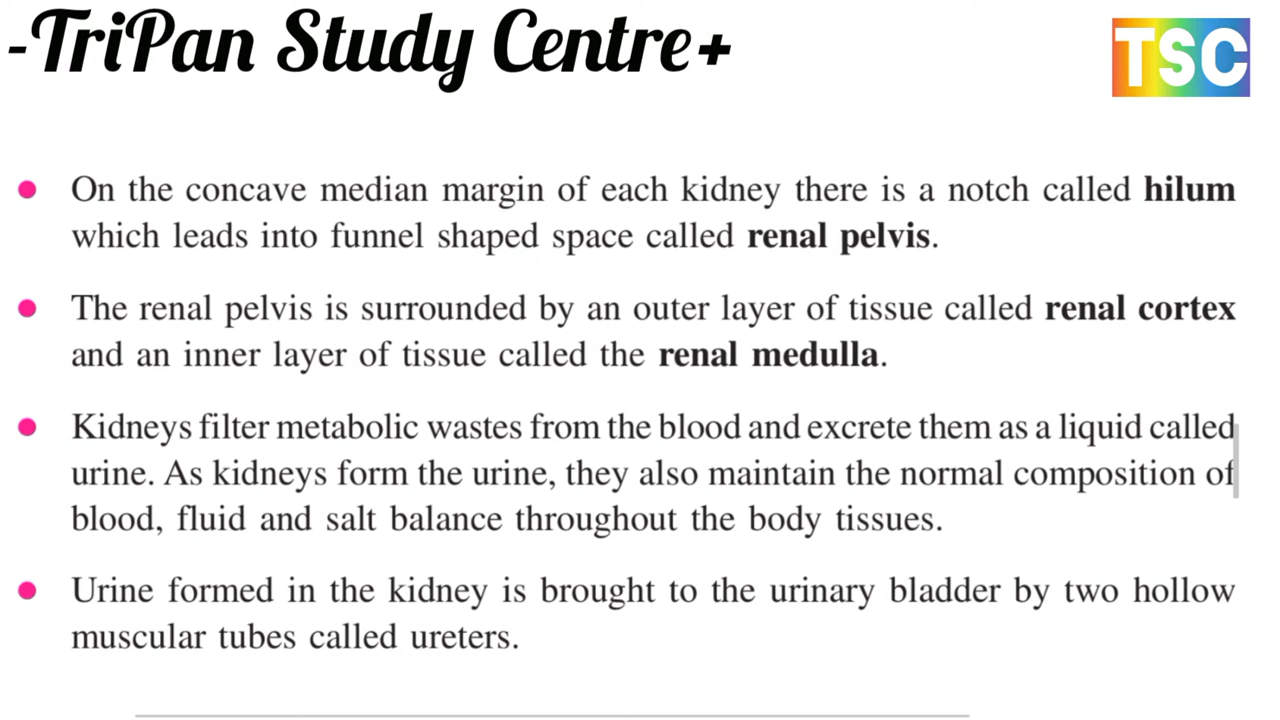 -TriPan Study Centre+
TSC
On the concave median margin of each kidney there is a notch called hilum
which leads into funnel shaped space called renal pelvis.
The renal pelvis is surrounded by an outer layer of tissue called renal cortex
and an inner layer of tissue called the renal medulla.
Kidneys filter metabolic wastes from the blood and excrete them as a liquid called
urine. As kidneys form the urine, they also maintain the normal composition of
blood, fluid and salt balance throughout the body tissues.
Urine formed in the kidney is brought to the urinary bladder by two hollow
muscular tubes called ureters.